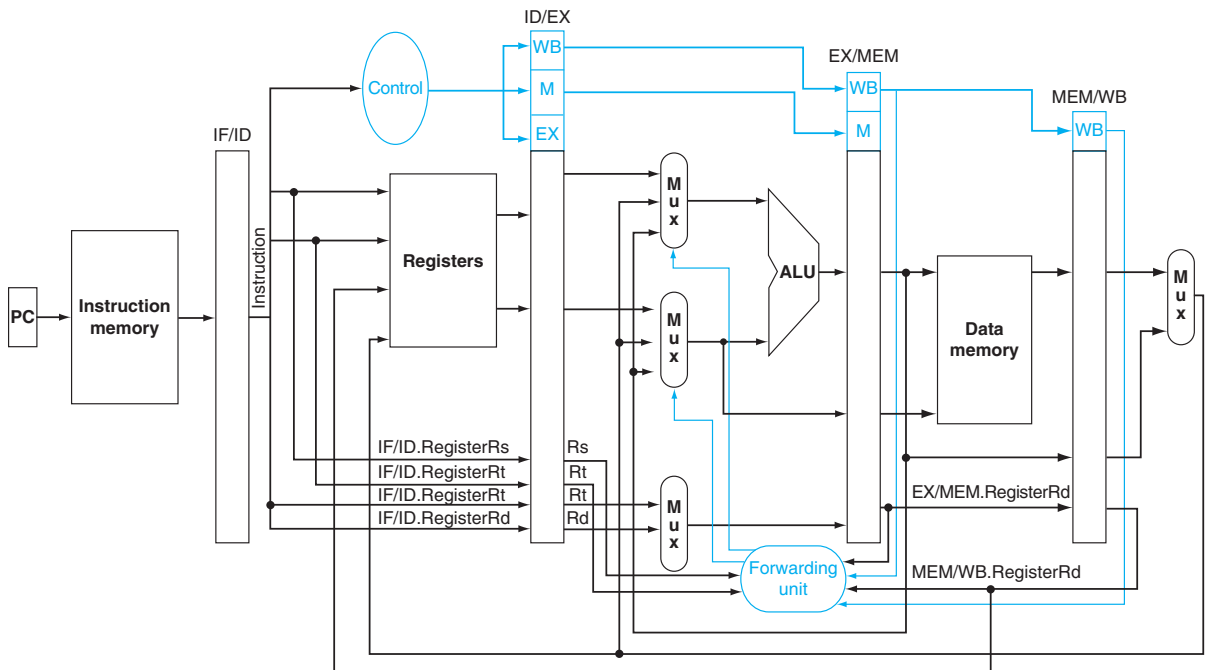 ID/EX
WB
EX/MEM
Control
M
WB
MEM/WB
IF/ID
EX
M
WB
M
u
x
Instruction
Registers
ALU
PC
Instruction
memory
M
u
x
Data
memory
M
u
x
IF/ID.RegisterRs
Rs
IF/ID.RegisterRt
Rt
IF/ID.RegisterRt
Rt
IF/ID.RegisterRd
Rd
M
u
x
EX/MEM.RegisterRd
Forwarding
unit
MEM/WB.RegisterRd